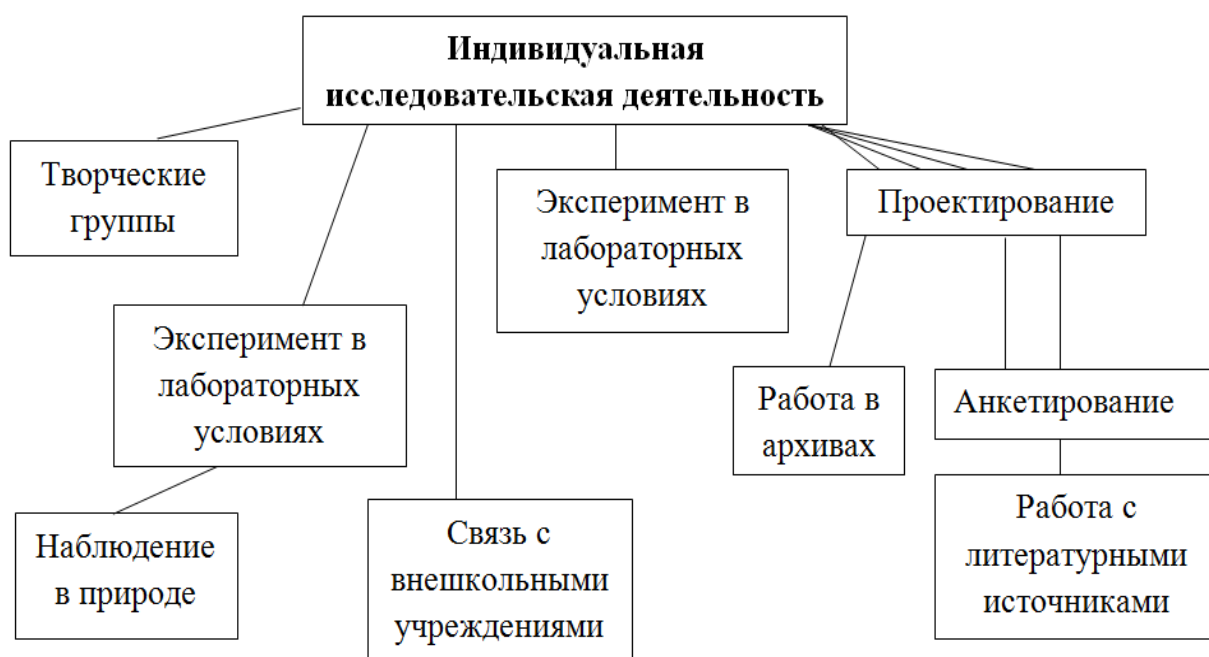 Индивидуальная
исследовательская деятельность
Творческие
группы
Эксперимент в
лабораторных
условиях
Проектирование
Эксперимент в
лабораторных
условиях
Работа в
архивах
Анкетирование
Наблюдение
в природе
Связь с
внешкольными
учреждениями
Работа с
литературными
источниками